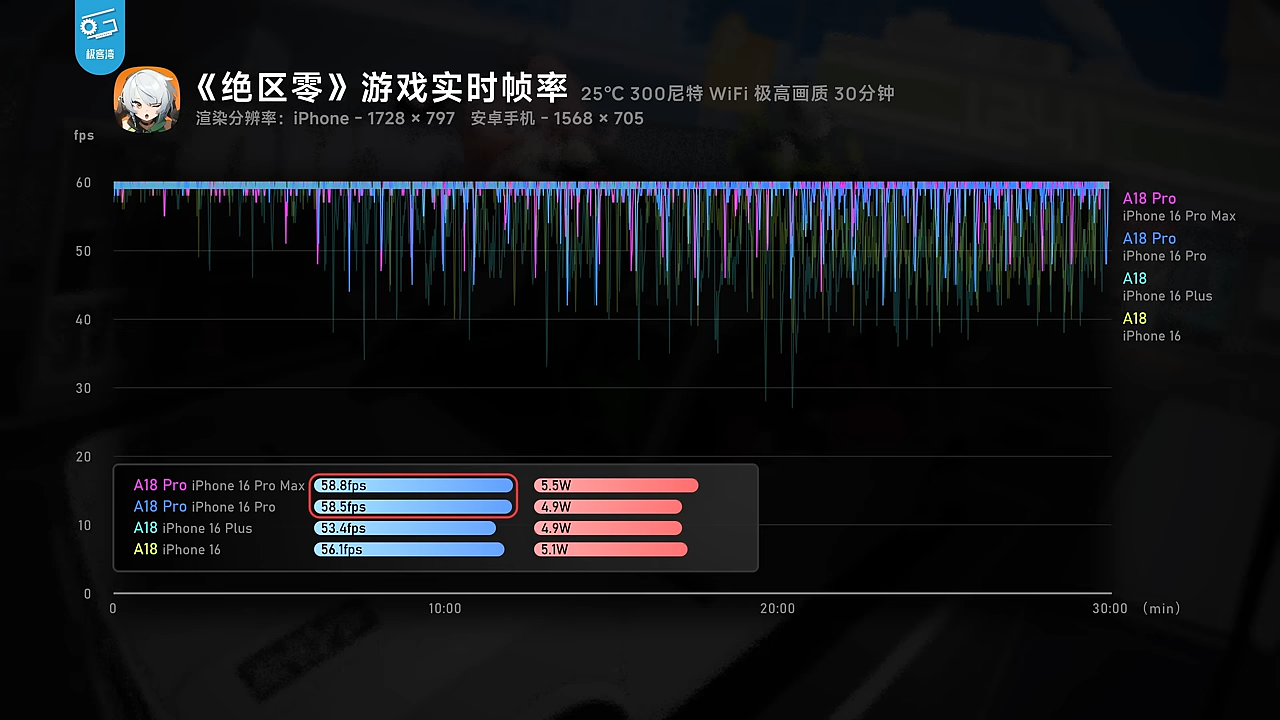 极客湾
《绝区零》游戏实时帧率 25℃ 300尼特 WiFi 极高画质 30分钟
渲染分辨率：iPhone - 1728 × 797 安卓手机 - 1568 × 705
fps
60
50
40
30
20
10
0
A18 Pro
iPhone 16 Pro Max
A18 Pro
iPhone 16 Pro
A18
iPhone 16 Plus
A18
iPhone 16
A18 Pro iPhone 16 Pro Max 58.8fps 5.5W
A18 Pro iPhone 16 Pro 58.5fps 4.9W
A18 iPhone 16 Plus 53.4fps 4.9W
A18 iPhone 16 56.1fps 5.1W
0 10:00 20:00 30:00 (min)